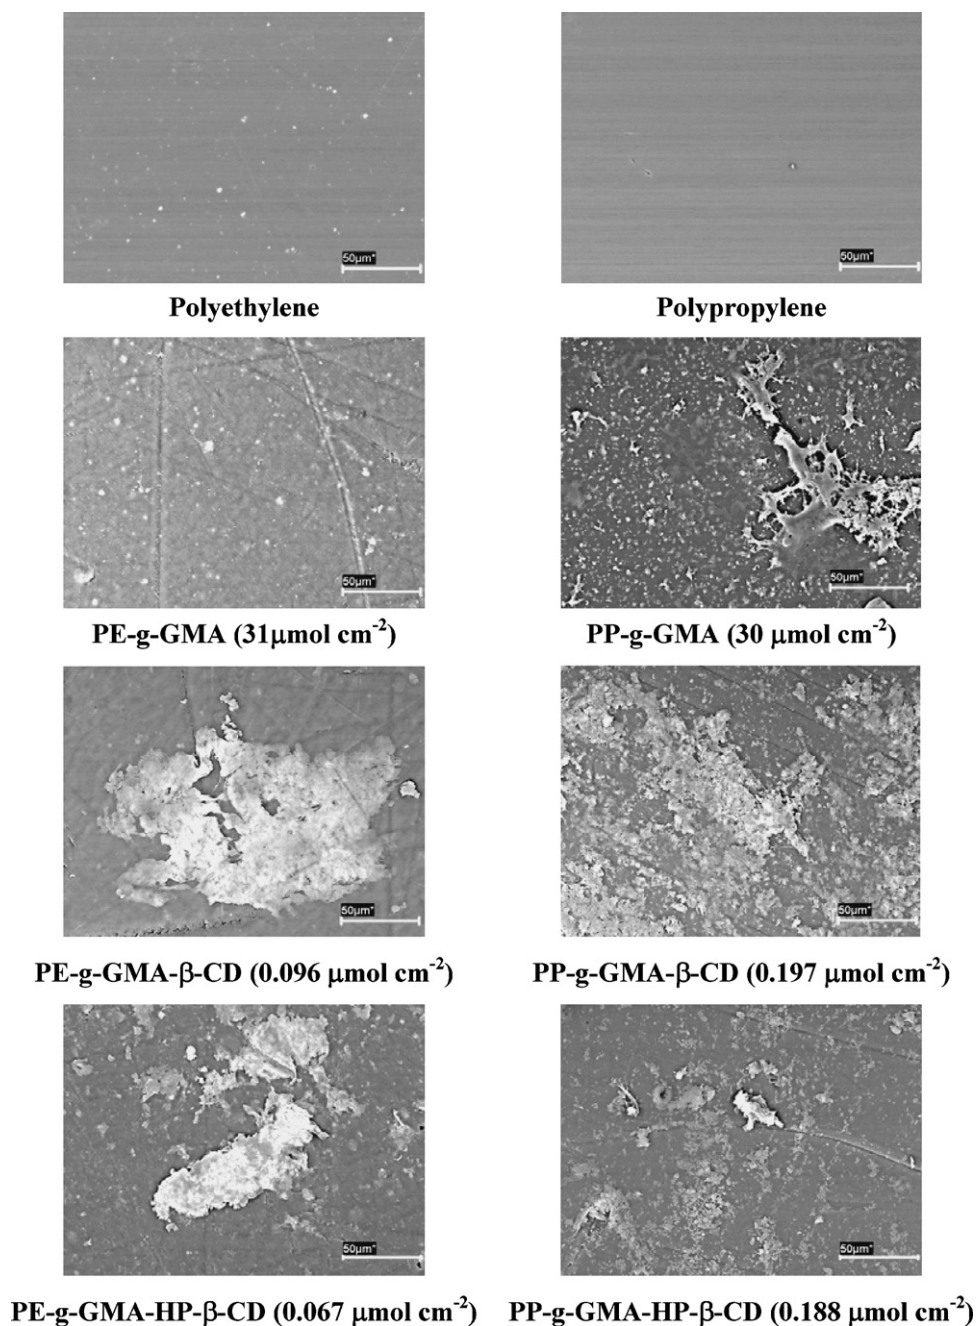 50µm*
50µm*
Polyethylene
Polypropylene
50µm*
50µm*
PE-g-GMA (31µmol cm⁻²)
PP-g-GMA (30 µmol cm⁻²)
50µm*
50µm*
PE-g-GMA-β-CD (0.096 µmol cm⁻²)
PP-g-GMA-β-CD (0.197 µmol cm⁻²)
50µm*
50µm*
PE-g-GMA-HP-β-CD (0.067 µmol cm⁻²)
PP-g-GMA-HP-β-CD (0.188 µmol cm⁻²)